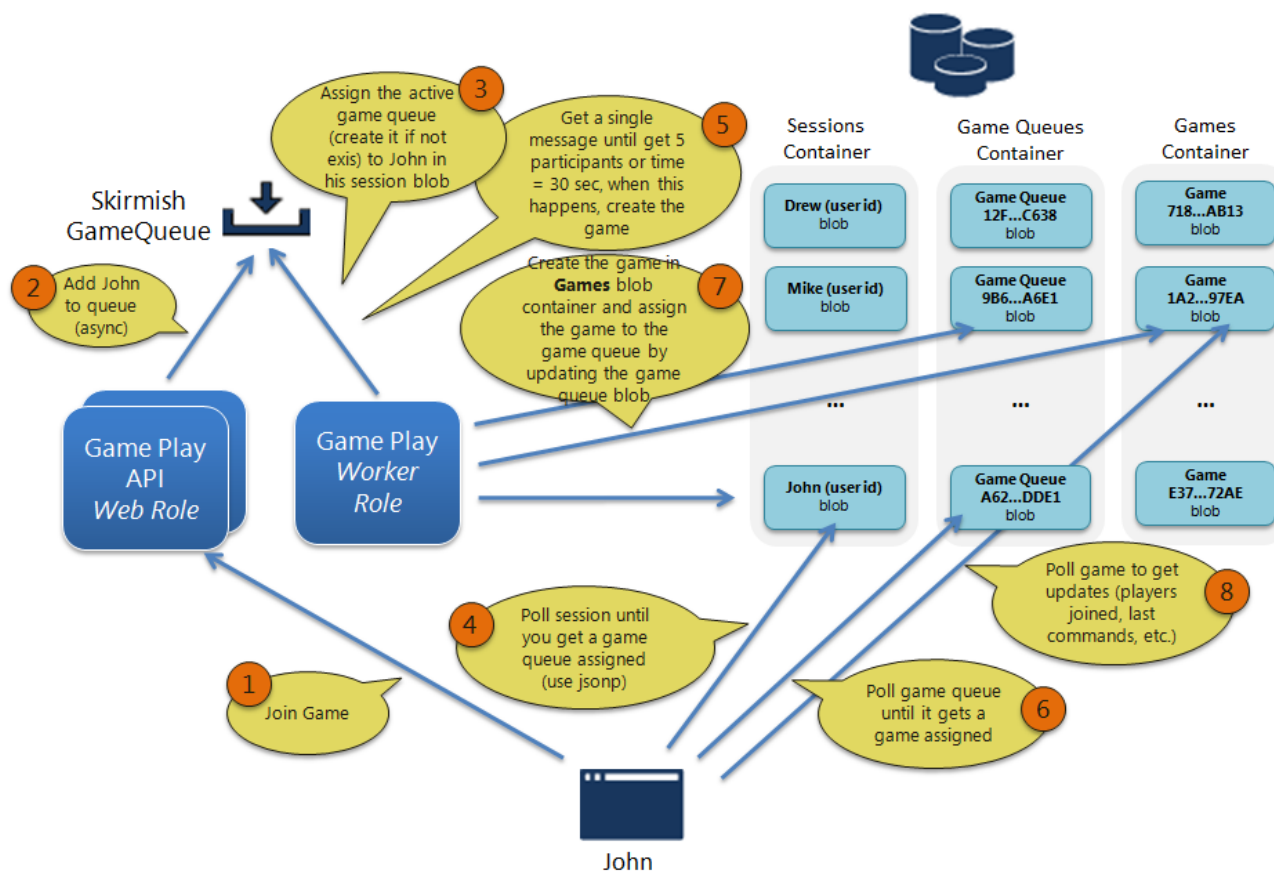 3
Assign the active
game queue
(create it if not
exis) to John in
his session blob
5
Get a single
message until get 5
participants or time
= 30 sec, when this
happens, create the
game
Sessions
Container
Game Queues
Container
Games
Container
Skirmish
GameQueue
Drew (user id)
blob
Game Queue
12F...C638
blob
Game
718...AB13
blob
2
Add John
to queue
(async)
7
Create the game in
Games blob
container and assign
the game to the
game queue by
updating the game
queue blob
Mike (user id)
blob
Game Queue
9B6...A6E1
blob
Game
1A2...97EA
blob
...
...
...
Game Play
API
Web Role
Game Play
Worker
Role
John (user id)
blob
Game Queue
A62...DDE1
blob
Game
E37...72AE
blob
4
Poll session until
you get a game
queue assigned
(use jsonp)
8
Poll game to get
updates (players
joined, last
commands, etc.)
1
Join Game
6
Poll game queue
until it gets a
game assigned
John